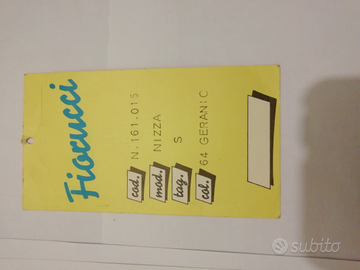 Fiorucci
cod. N.161.015
mod. NIZZA
tag. S
col. 64 GERANIC
subito